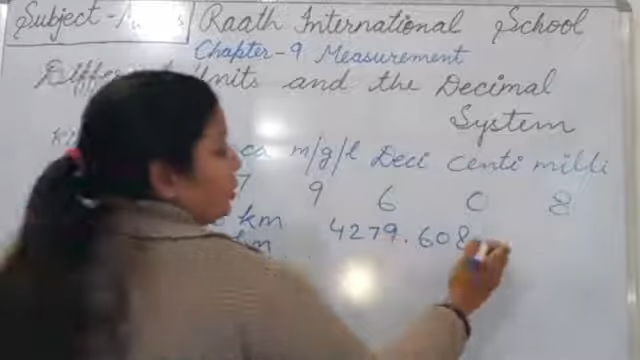 Subject - Raath International School
Chapter-9 Measurement
Units and the Decimal
System
ca m/g/l Deci centi milli
7 9 6 0 8
km 4279.608